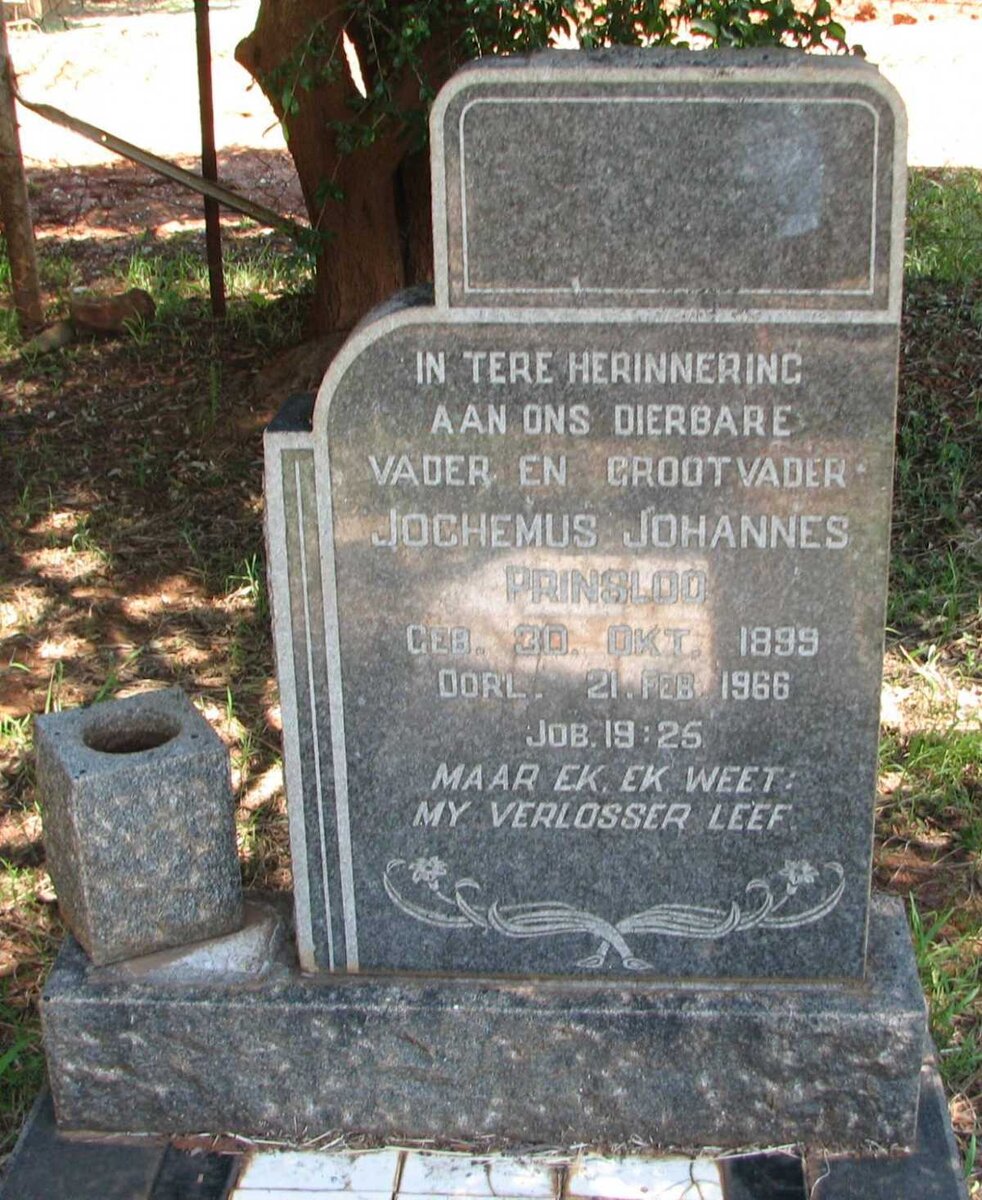 IN TERE HERINNERING
AAN ONS DIERBARE
VADER EN GROOTVADER
JOCHEMUS JOHANNES
PRINSLOO
GEB. 30. OKT. 1899
OORL. 21. FEB. 1966
JOB. 19:25
MAAR EK, EK WEET:
MY VERLOSSER LEEF.